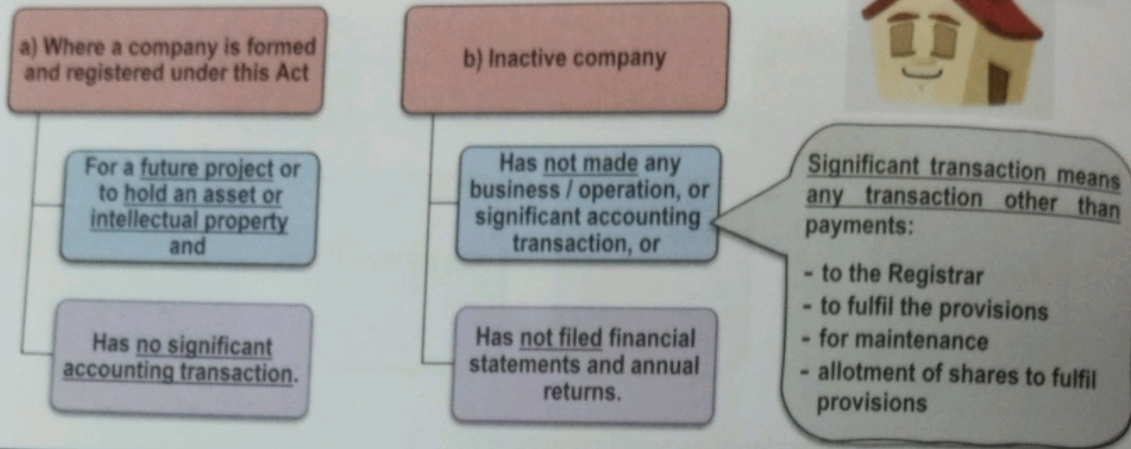 a) Where a company is formed
and registered under this Act
For a future project or
to hold an asset or
intellectual property
and
Has no significant
accounting transaction.
b) Inactive company
Has not made any
business / operation, or
significant accounting
transaction, or
Has not filed financial
statements and annual
returns.
Significant transaction means
any transaction other than
payments:
- to the Registrar
- to fulfil the provisions
- for maintenance
- allotment of shares to fulfil
provisions